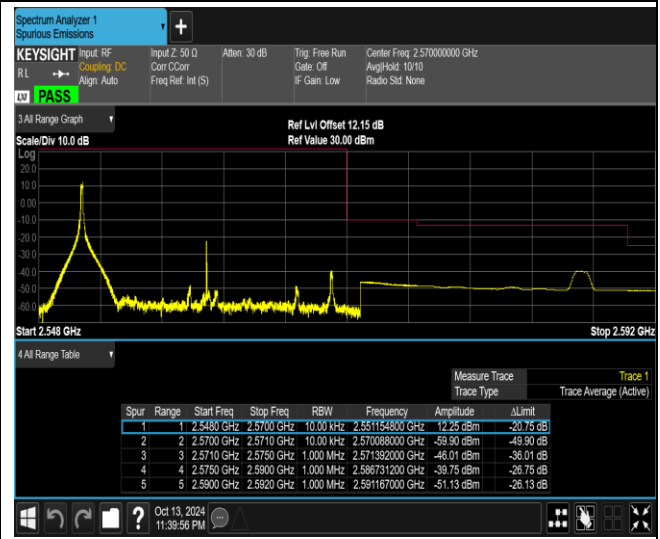 Spectrum Analyzer 1
Spurious Emissions
+
KEYSIGHT Input: RF Input Z: 50 Ω Atten: 30 dB Trig: Free Run Center Freq: 2.570000000 GHz
RL Coupling: DC Corr CCorr Gate: Off Avg|Hold: 10/10
Align: Auto Freq Ref: Int (S) IF Gain: Low Radio Std: None
LXI PASS
3 All Range Graph
Ref Lvl Offset 12.15 dB
Scale/Div 10.0 dB Ref Value 30.00 dBm
Log
20.0
10.0
0.00
-10.0
-20.0
-30.0
-40.0
-50.0
-60.0
Start 2.548 GHz Stop 2.592 GHz
4 All Range Table
Measure Trace Trace 1
Trace Type Trace Average (Active)
Spur Range Start Freq Stop Freq RBW Frequency Amplitude ΔLimit
1 1 2.5480 GHz 2.5700 GHz 10.00 kHz 2.551154800 GHz 12.25 dBm -20.75 dB
2 2 2.5700 GHz 2.5710 GHz 10.00 kHz 2.570088000 GHz -59.90 dBm -49.90 dB
3 3 2.5710 GHz 2.5750 GHz 1.000 MHz 2.571392000 GHz -46.01 dBm -36.01 dB
4 4 2.5750 GHz 2.5900 GHz 1.000 MHz 2.586731200 GHz -39.75 dBm -26.75 dB
5 5 2.5900 GHz 2.5920 GHz 1.000 MHz 2.591167000 GHz -51.13 dBm -26.13 dB
? Oct 13, 2024
11:39:56 PM